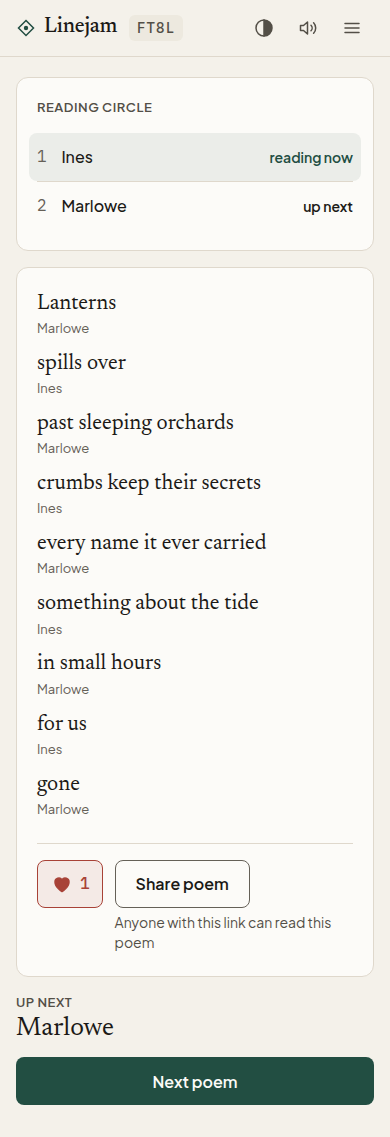 Linejam FT8L
READING CIRCLE
1 Ines reading now
2 Marlowe up next
Lanterns
Marlowe
spills over
Ines
past sleeping orchards
Marlowe
crumbs keep their secrets
Ines
every name it ever carried
Marlowe
something about the tide
Ines
in small hours
Marlowe
for us
Ines
gone
Marlowe
1 Share poem
Anyone with this link can read this
poem
UP NEXT
Marlowe
Next poem